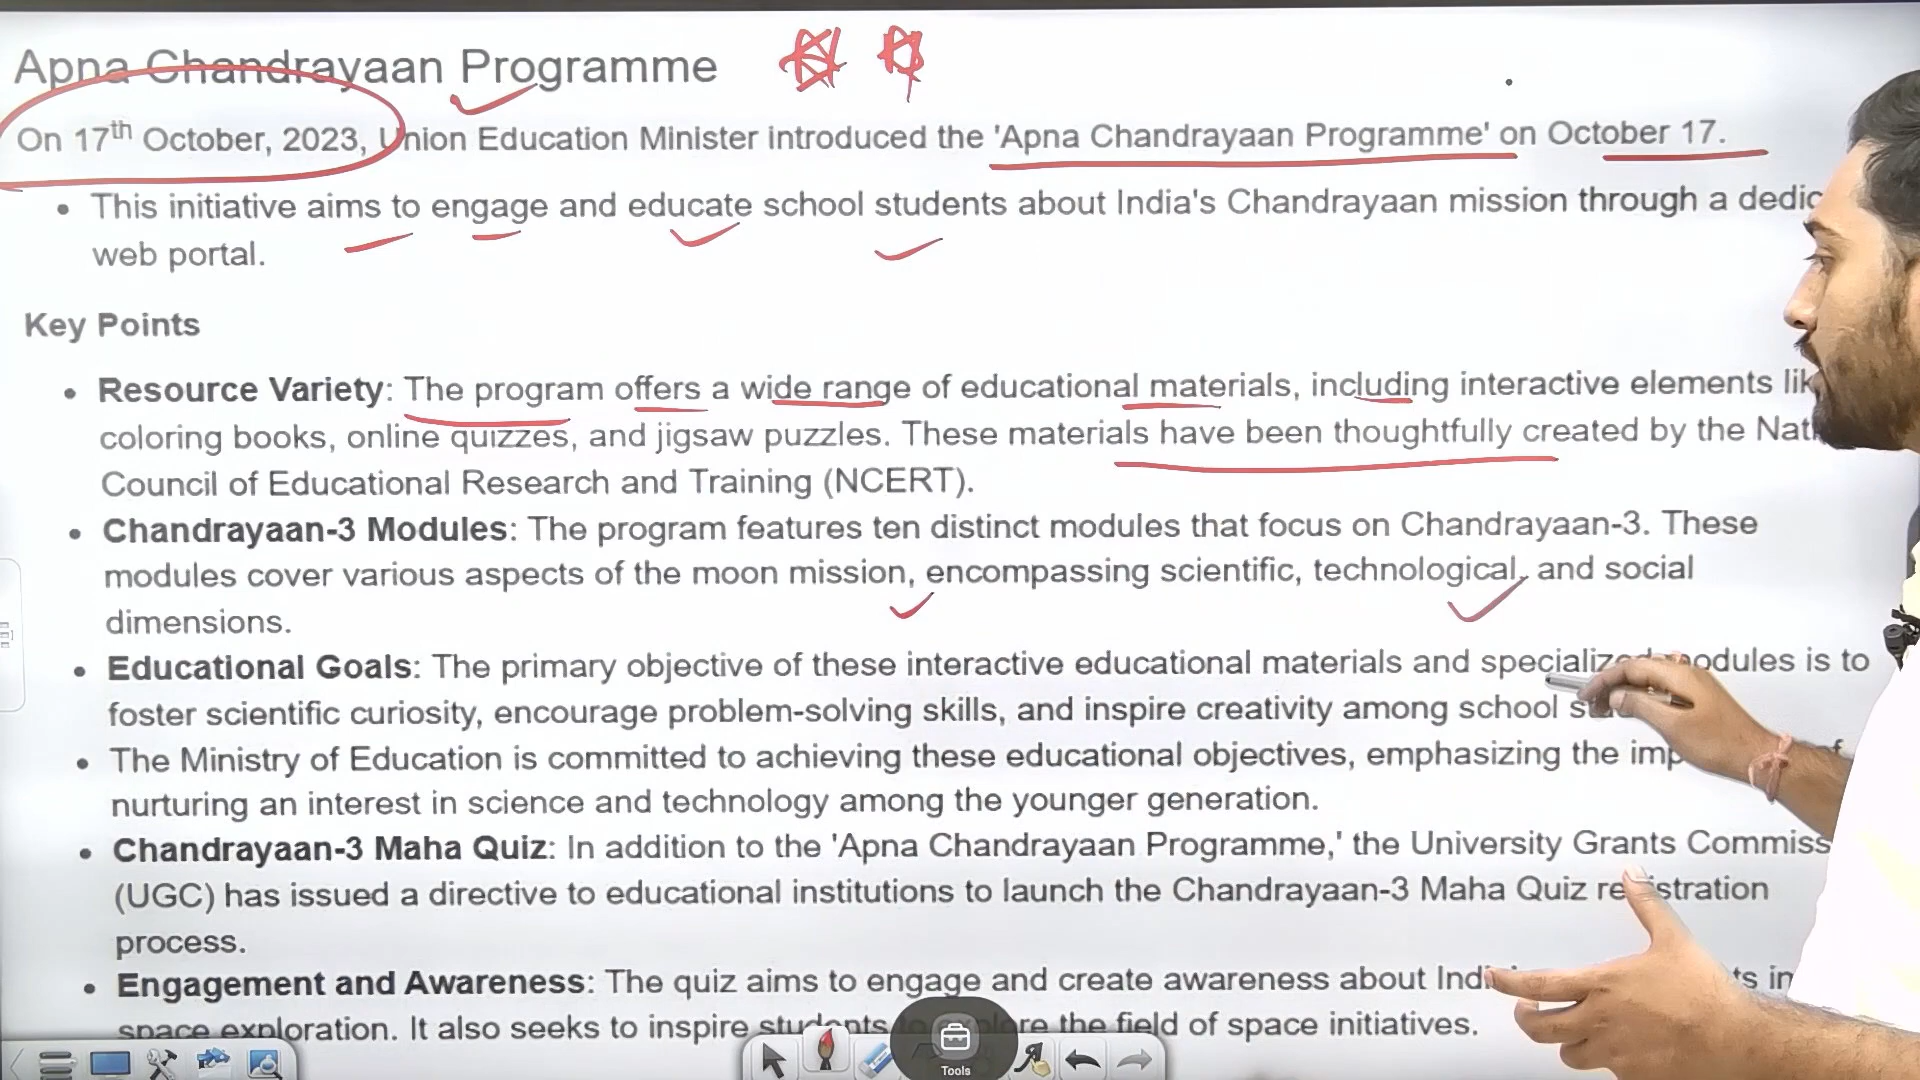 Apna Chandrayaan Programme
On 17th October, 2023, Union Education Minister introduced the 'Apna Chandrayaan Programme' on October 17.
• This initiative aims to engage and educate school students about India's Chandrayaan mission through a
web portal.
Key Points
• Resource Variety: The program offers a wide range of educational materials, including interactive elements
coloring books, online quizzes, and jigsaw puzzles. These materials have been thoughtfully created by the
Council of Educational Research and Training (NCERT).
• Chandrayaan-3 Modules: The program features ten distinct modules that focus on Chandrayaan-3. These
modules cover various aspects of the moon mission, encompassing scientific, technological, and social
dimensions.
• Educational Goals: The primary objective of these interactive educational materials and specialized modules is to
foster scientific curiosity, encourage problem-solving skills, and inspire creativity among school
• The Ministry of Education is committed to achieving these educational objectives, emphasizing the
nurturing an interest in science and technology among the younger generation.
• Chandrayaan-3 Maha Quiz: In addition to the 'Apna Chandrayaan Programme,' the University Grants
(UGC) has issued a directive to educational institutions to launch the Chandrayaan-3 Maha Quiz registration
process.
• Engagement and Awareness: The quiz aims to engage and create awareness about in
space exploration. It also seeks to inspire students to explore the field of space initiatives.
Tools